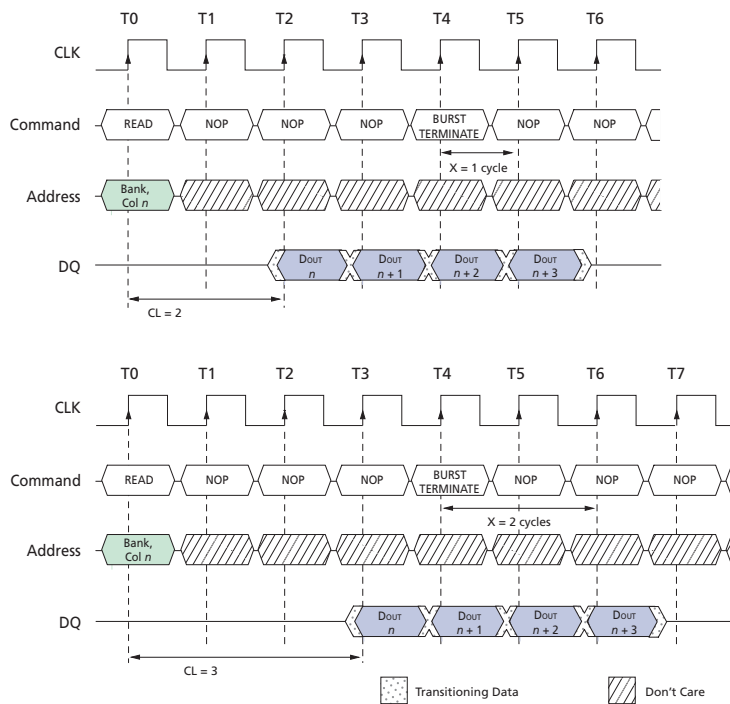 T0 T1 T2 T3 T4 T5 T6
CLK
Command READ NOP NOP NOP BURST TERMINATE NOP NOP
X = 1 cycle
Address Bank, Col n
DQ DOUT n DOUT n + 1 DOUT n + 2 DOUT n + 3
CL = 2
T0 T1 T2 T3 T4 T5 T6 T7
CLK
Command READ NOP NOP NOP BURST TERMINATE NOP NOP NOP
X = 2 cycles
Address Bank, Col n
DQ DOUT n DOUT n + 1 DOUT n + 2 DOUT n + 3
CL = 3
Transitioning Data Don't Care